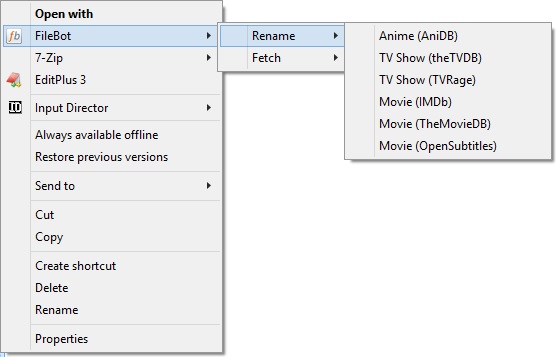 Open with
FileBot
7-Zip
EditPlus 3
Input Director
Always available offline
Restore previous versions
Send to
Cut
Copy
Create shortcut
Delete
Rename
Properties
Rename
Fetch
Anime (AniDB)
TV Show (theTVDB)
TV Show (TVRage)
Movie (IMDb)
Movie (TheMovieDB)
Movie (OpenSubtitles)